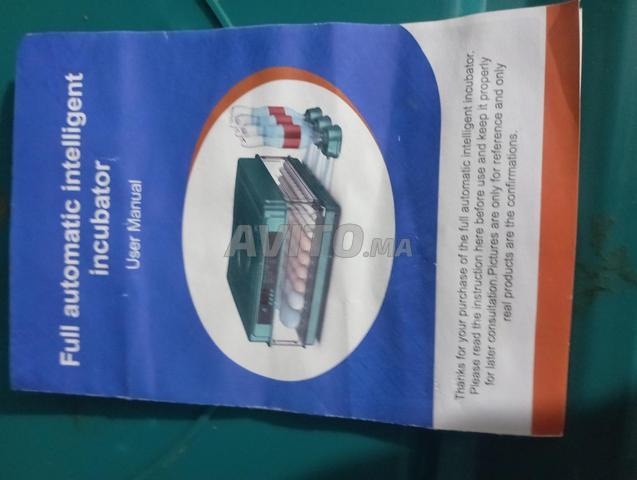 Full automatic intelligent
incubator
User Manual
AVITO.MA
Thanks for your purchase of the full automatic intelligent incubator,
Please read the instruction here before use and keep it properly
for later consultation.Pictures are only for reference and only
real products are the confirmations.